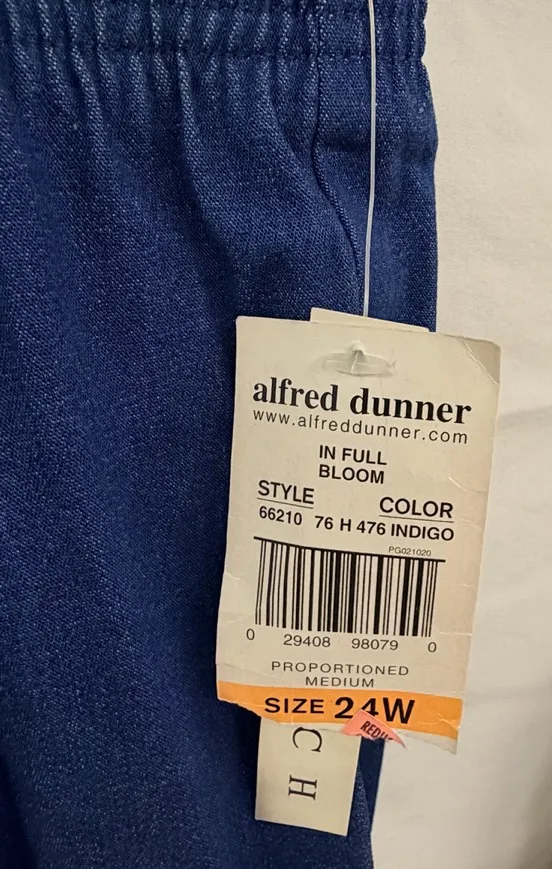 alfred dunner
www.alfreddunner.com
IN FULL
BLOOM
STYLE COLOR
66210 76 H 476 INDIGO
PG021020
0 29408 98079 0
PROPORTIONED
MEDIUM
SIZE 24W
C H